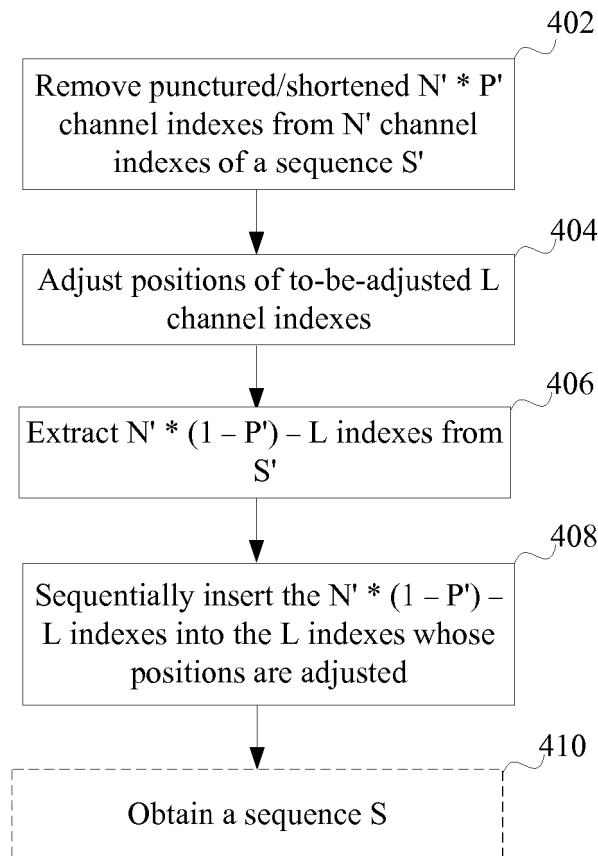 402
Remove punctured/shortened N' * P'
channel indexes from N' channel
indexes of a sequence S'
404
Adjust positions of to-be-adjusted L
channel indexes
406
Extract N' * (1 – P') – L indexes from
S'
408
Sequentially insert the N' * (1 – P') –
L indexes into the L indexes whose
positions are adjusted
410
Obtain a sequence S